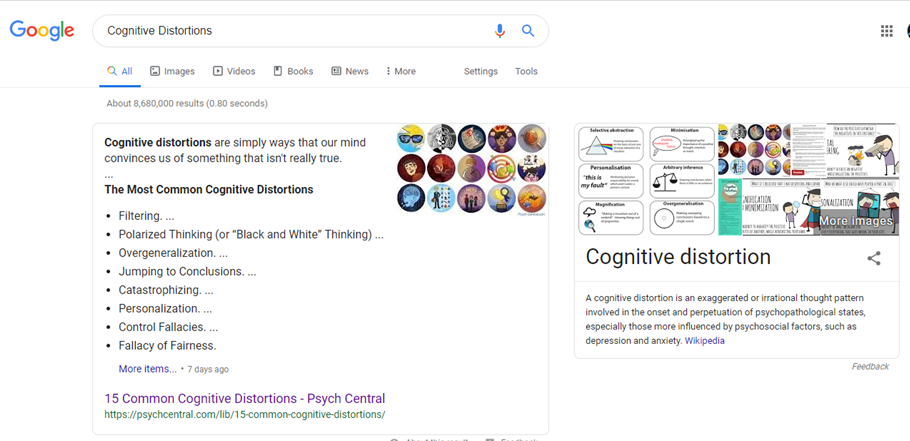 Google
Cognitive Distortions
All
Images
Videos
Books
News
More
Settings
Tools
About 8,680,000 results (0.80 seconds)
Cognitive distortions are simply ways that our mind
convinces us of something that isn't really true.
...
The Most Common Cognitive Distortions
• Filtering. ...
• Polarized Thinking (or “Black and White” Thinking) ...
• Overgeneralization. ...
• Jumping to Conclusions. ...
• Catastrophizing. ...
• Personalization. ...
• Control Fallacies. ...
• Fallacy of Fairness.
More items... • 7 days ago
15 Common Cognitive Distortions - Psych Central
https://psychcentral.com/lib/15-common-cognitive-distortions/
Selective abstraction
Minimisation
Personalisation
"this is
my fault"
Arbitrary inference
Magnification
Overgeneralisation
More images
Cognitive distortion
A cognitive distortion is an exaggerated or irrational thought pattern
involved in the onset and perpetuation of psychopathological states,
especially those more influenced by psychosocial factors, such as
depression and anxiety. Wikipedia
Feedback